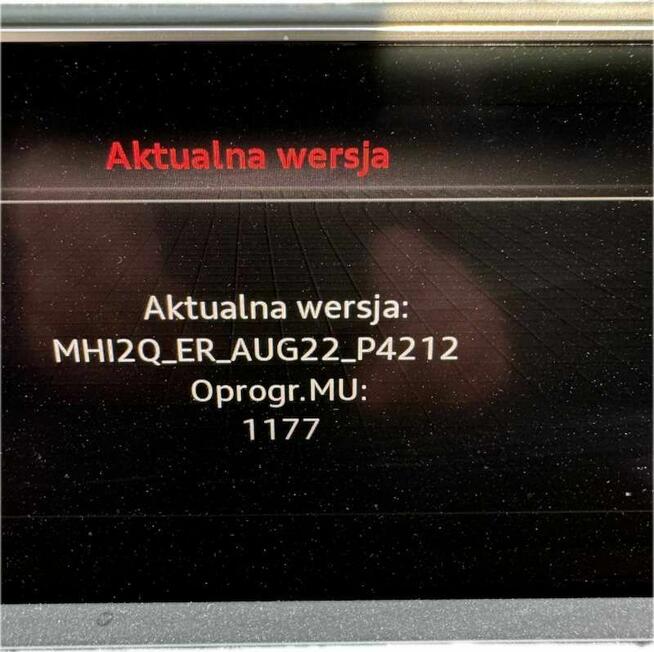 Aktualna wersja
Aktualna wersja:
MHI2Q_ER_AUG22_P4212
Oprogr.MU:
1177